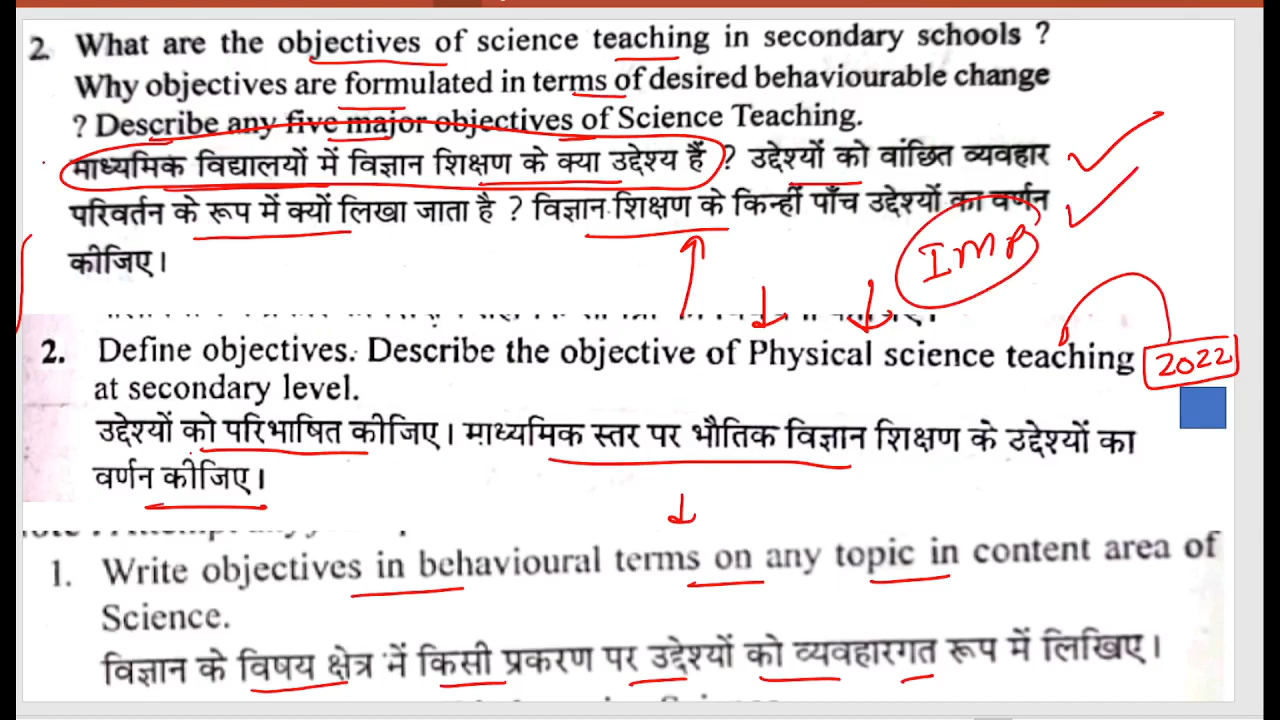 2. What are the objectives of science teaching in secondary schools ?
Why objectives are formulated in terms of desired behaviourable change
? Describe any five major objectives of Science Teaching.
माध्यमिक विद्यालयों में विज्ञान शिक्षण के क्या उद्देश्य हैं ? उद्देश्यों को वांछित व्यवहार
परिवर्तन के रूप में क्यों लिखा जाता है ? विज्ञान शिक्षण के किन्हीं पाँच उद्देश्यों का वर्णन
कीजिए।
IMP
2. Define objectives. Describe the objective of Physical science teaching
2022
at secondary level.
उद्देश्यों को परिभाषित कीजिए। माध्यमिक स्तर पर भौतिक विज्ञान शिक्षण के उद्देश्यों का
वर्णन कीजिए।
1. Write objectives in behavioural terms on any topic in content area of
Science.
विज्ञान के विषय क्षेत्र में किसी प्रकरण पर उद्देश्यों को व्यवहारगत रूप में लिखिए।